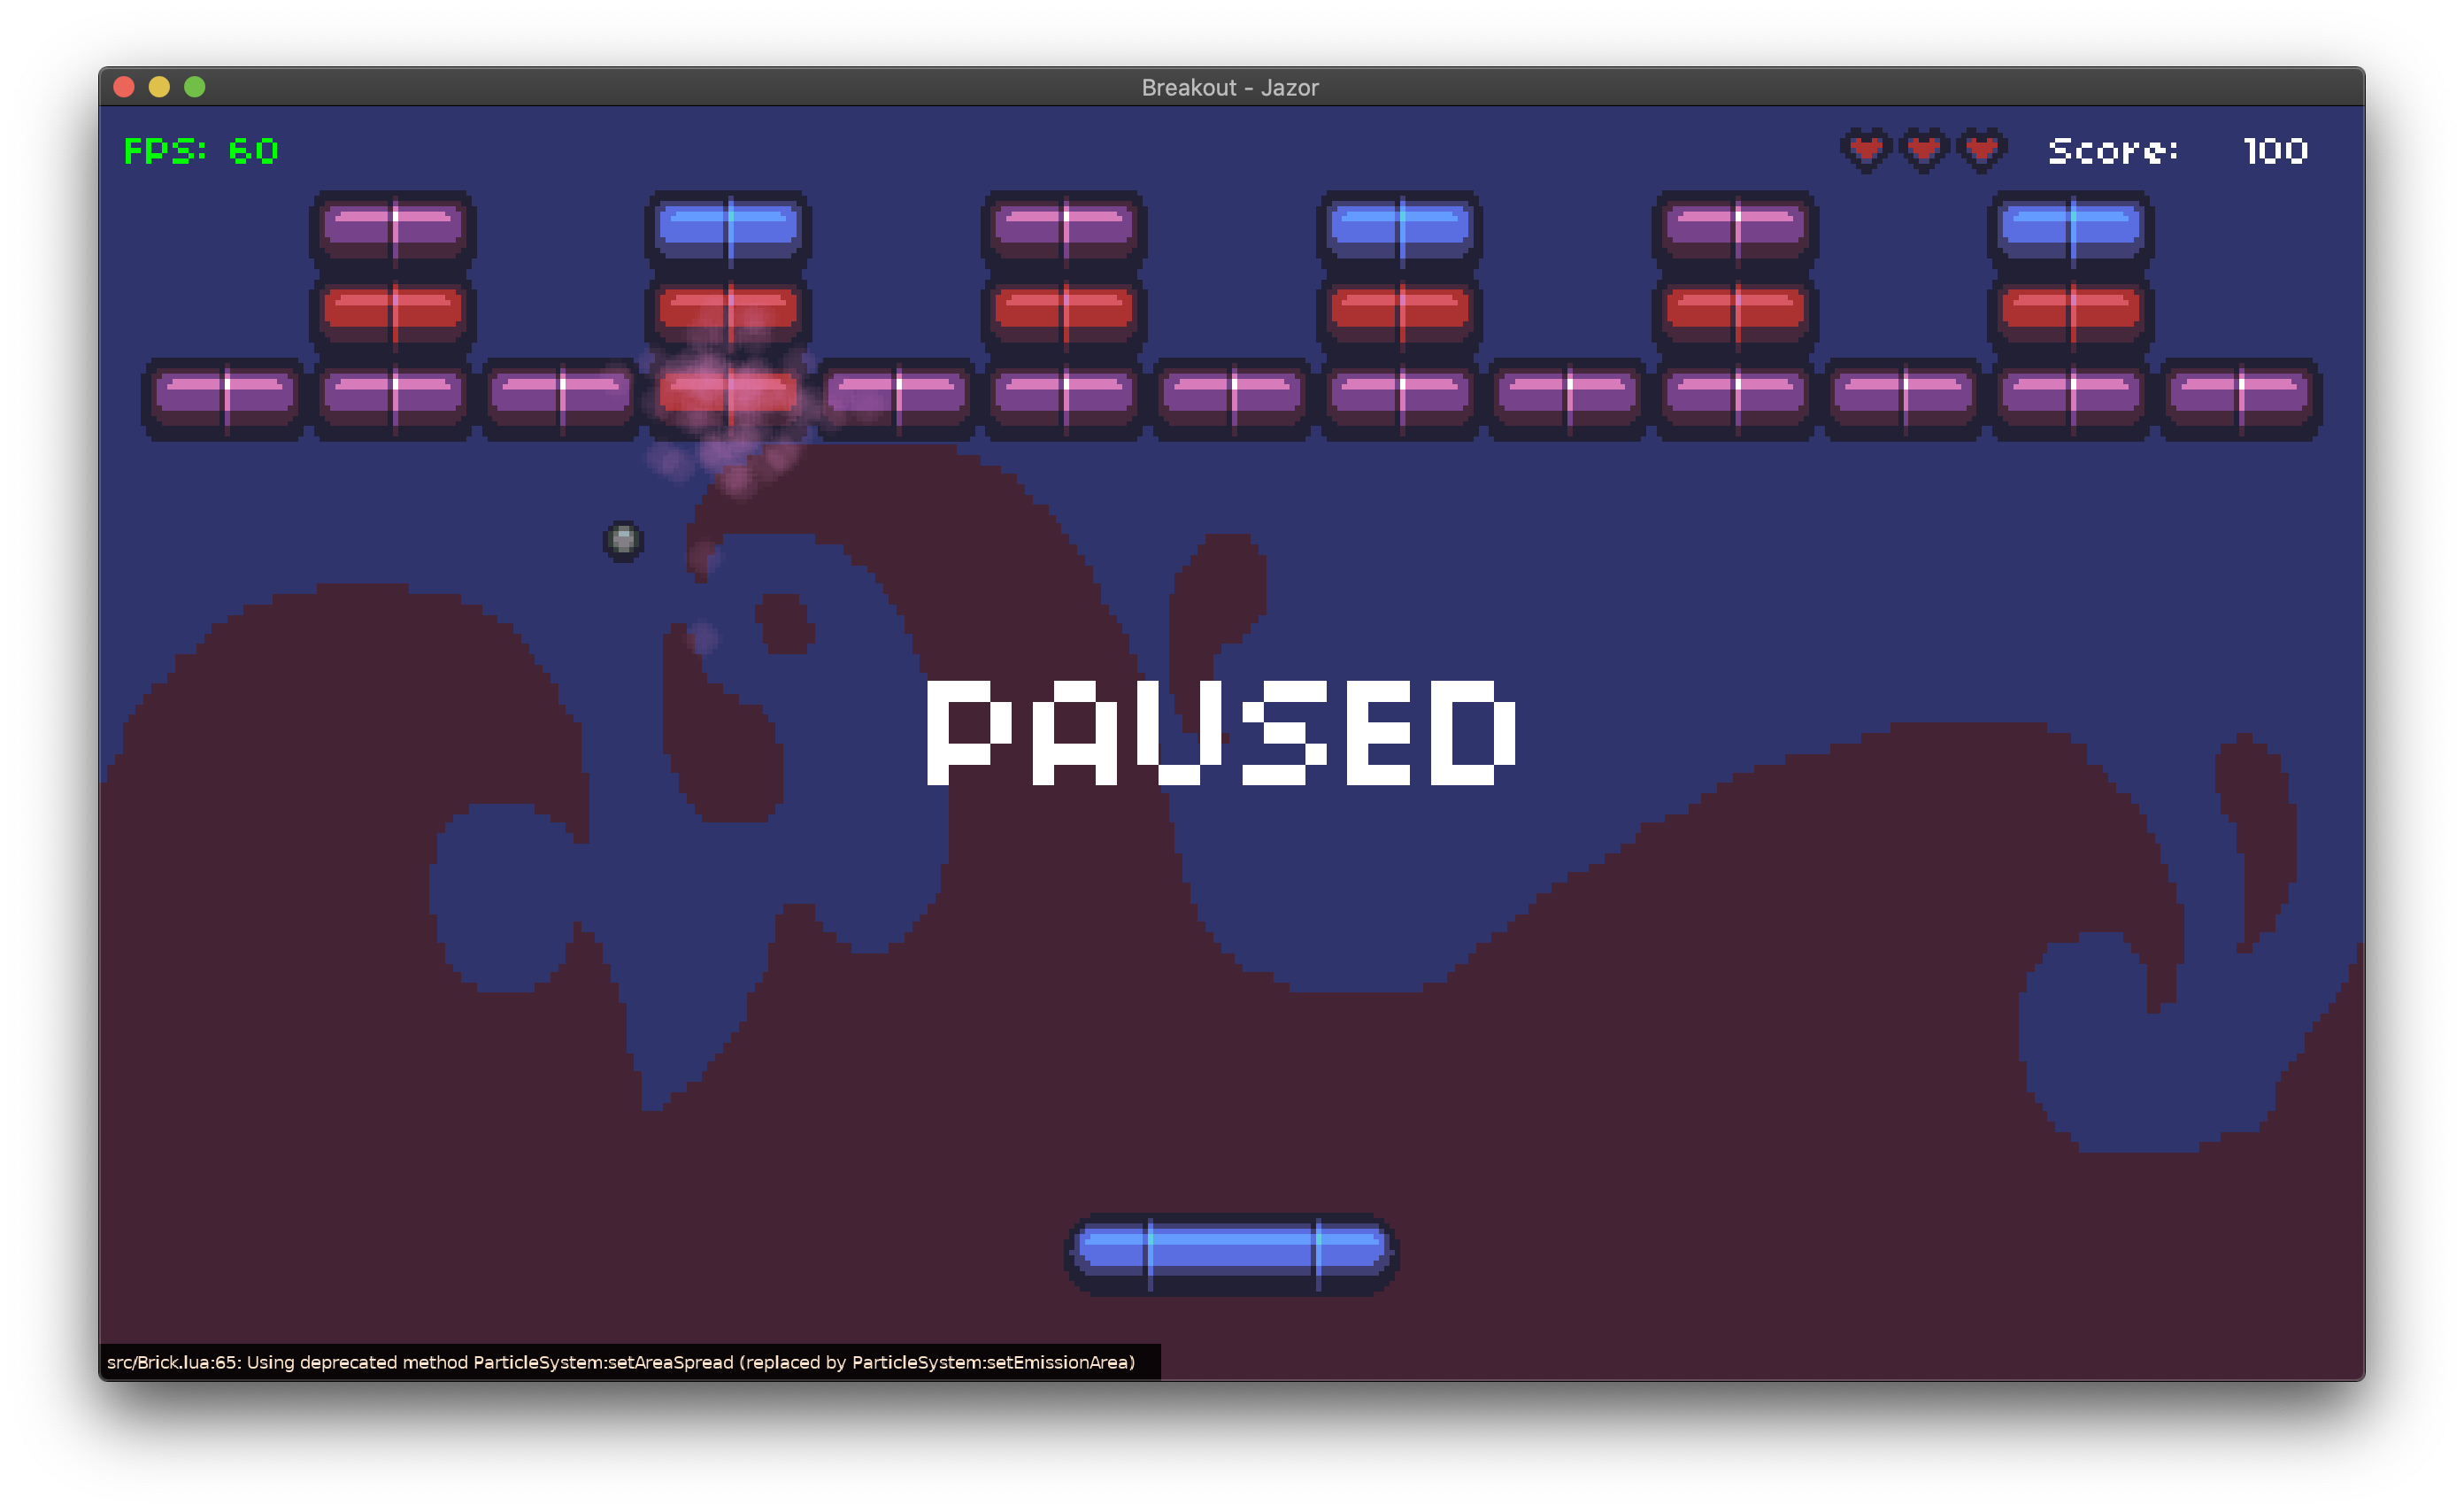 Breakout - Jazor
FPS: 60
Score: 100
PAUSED
src/Brick.lua:65: Using deprecated method ParticleSystem:setAreaSpread (replaced by ParticleSystem:setEmissionArea)